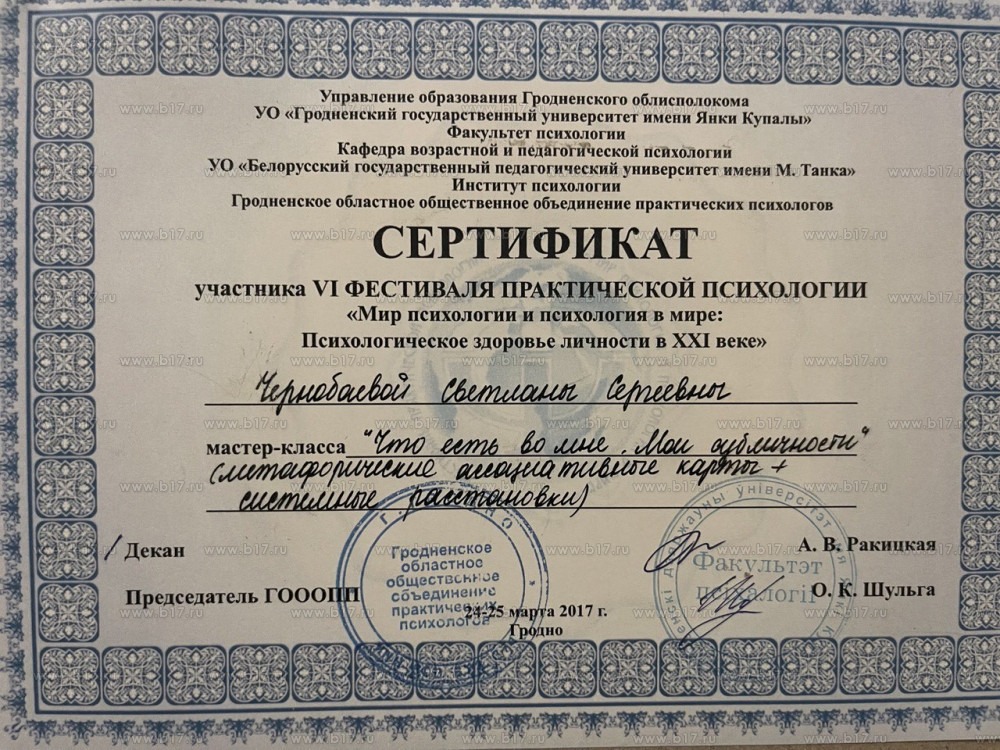 Управление образования Гродненского облисполокома
УО «Гродненский государственный университет имени Янки Купалы»
Факультет психологии
Кафедра возрастной и педагогической психологии
УО «Белорусский государственный педагогический университет имени М. Танка»
Институт психологии
Гродненское областное общественное объединение практических психологов
СЕРТИФИКАТ
участника VI ФЕСТИВАЛЯ ПРАКТИЧЕСКОЙ ПСИХОЛОГИИ
«Мир психологии и психология в мире:
Психологическое здоровье личности в XXI веке»
Чернобаевой Светланы Сергеевны
мастер-класса "Что есть во мне. Мои субличности"
(метафорические ассоциативные карты +
системные расстановки)
Декан А. В. Ракицкая
Председатель ГОООПП О. К. Шульга
24-25 марта 2017 г.
Гродно
Гродненское
областное
общественное
объединение
практических
психологов
Факультэт
псіхалогіі
www.b17.ru